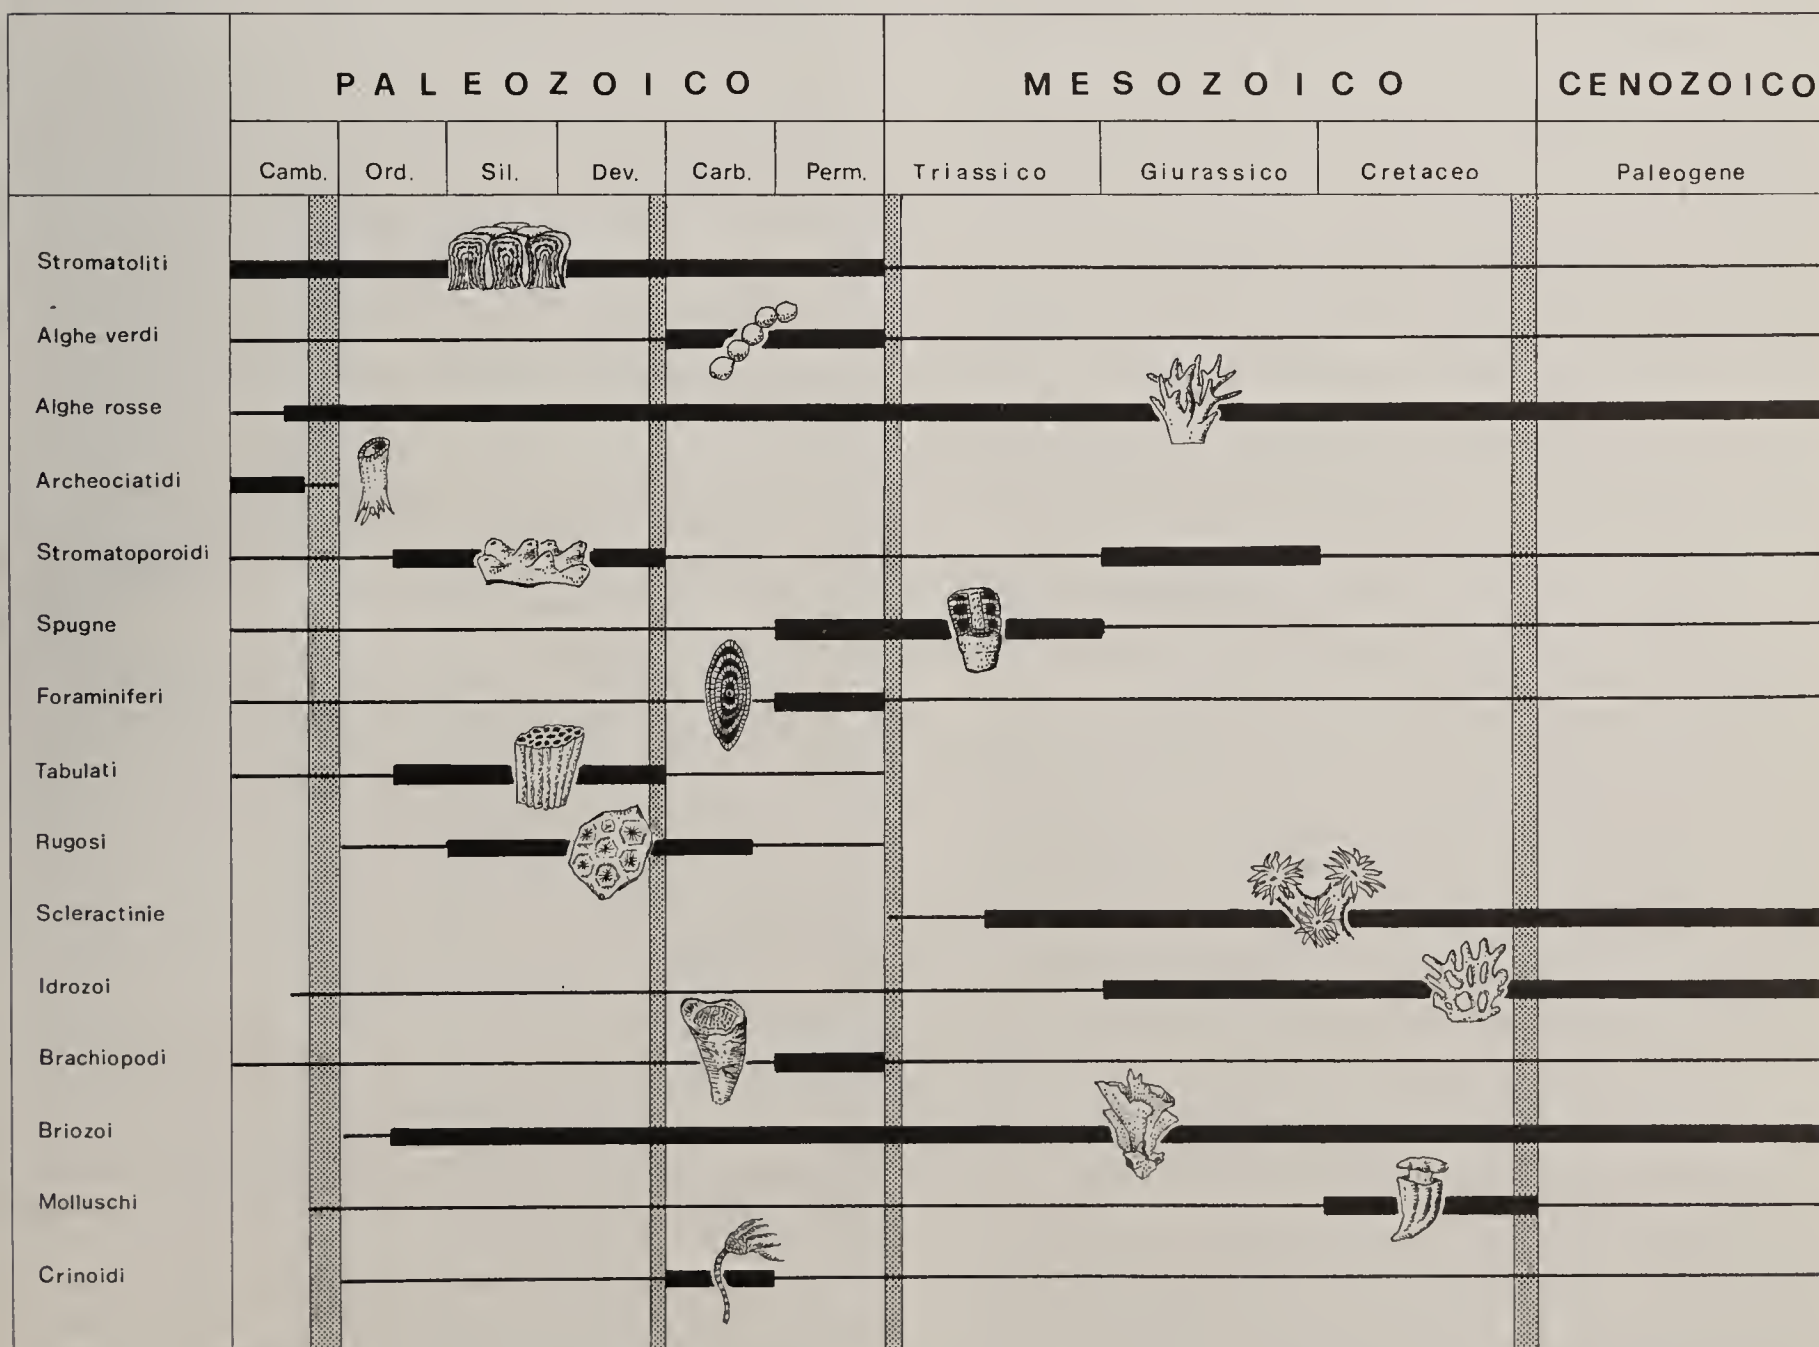 PALEOZOICO MESOZOICO CENOZOICO
Camb. Ord. Sil. Dev. Carb. Perm. Triassico Giurassico Cretaceo Paleogene
Stromatoliti
Alghe verdi
Alghe rosse
Archeociatidi
Stromatoporoidi
Spugne
Foraminiferi
Tabulati
Rugosi
Scleractinie
Idrozoi
Brachiopodi
Briozoi
Molluschi
Crinoidi